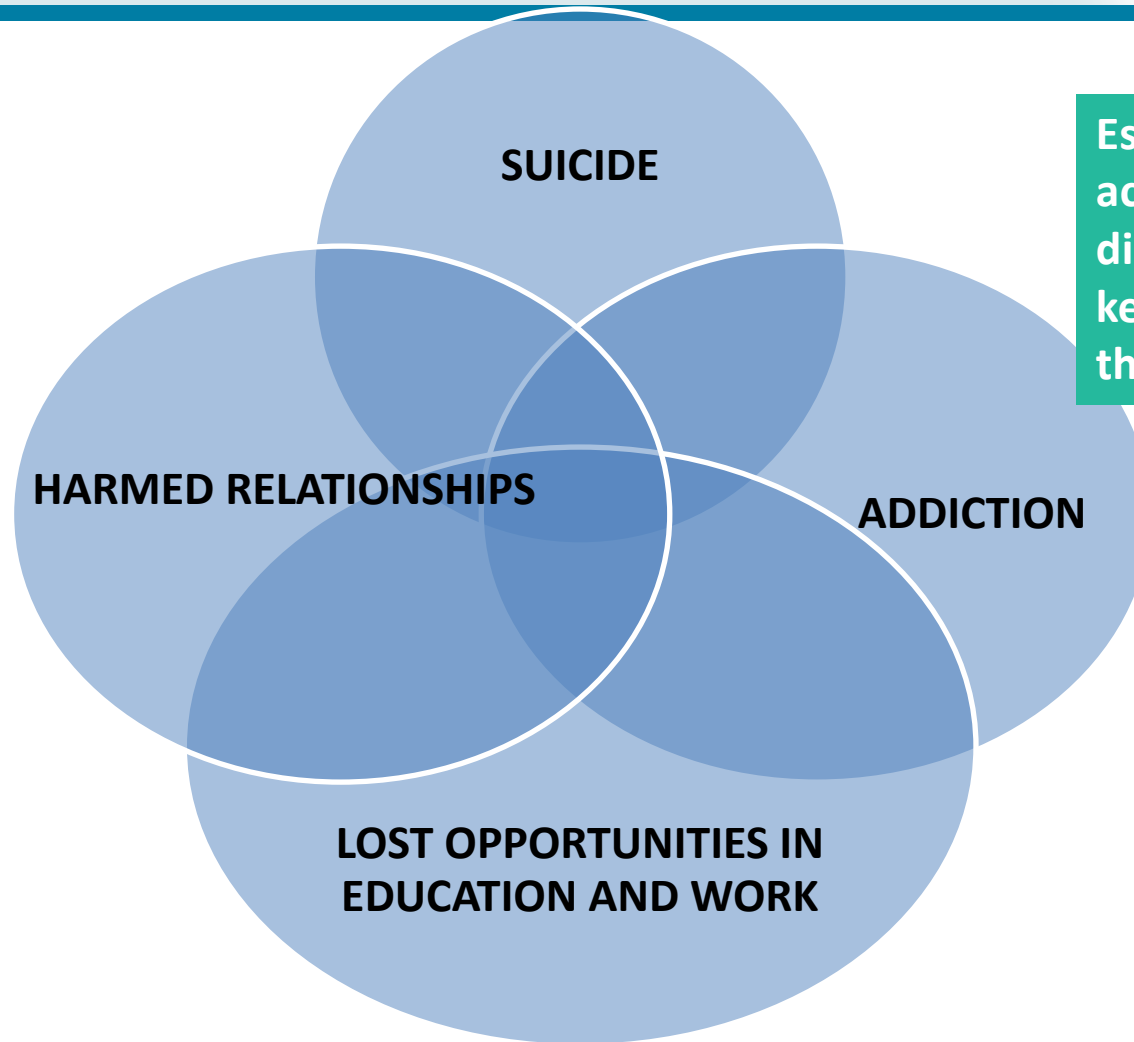 SUICIDE
HARMED RELATIONSHIPS
ADDICTION
LOST OPPORTUNITIES IN
EDUCATION AND WORK